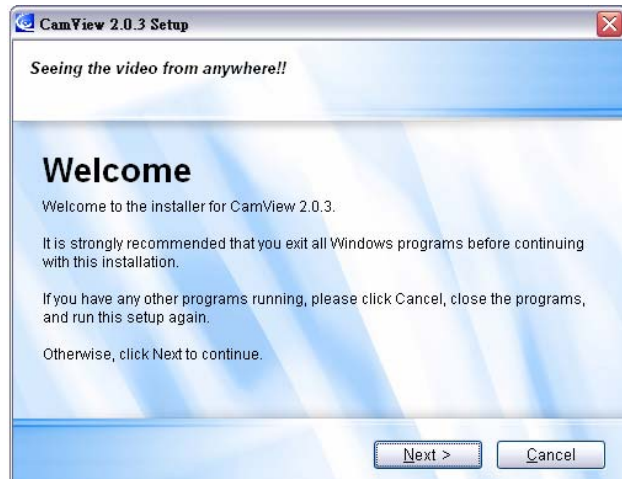 CamView 2.0.3 Setup
Seeing the video from anywhere!!
Welcome
Welcome to the installer for CamView 2.0.3.
It is strongly recommended that you exit all Windows programs before continuing
with this installation.
If you have any other programs running, please click Cancel, close the programs,
and run this setup again.
Otherwise, click Next to continue.
Next >
Cancel